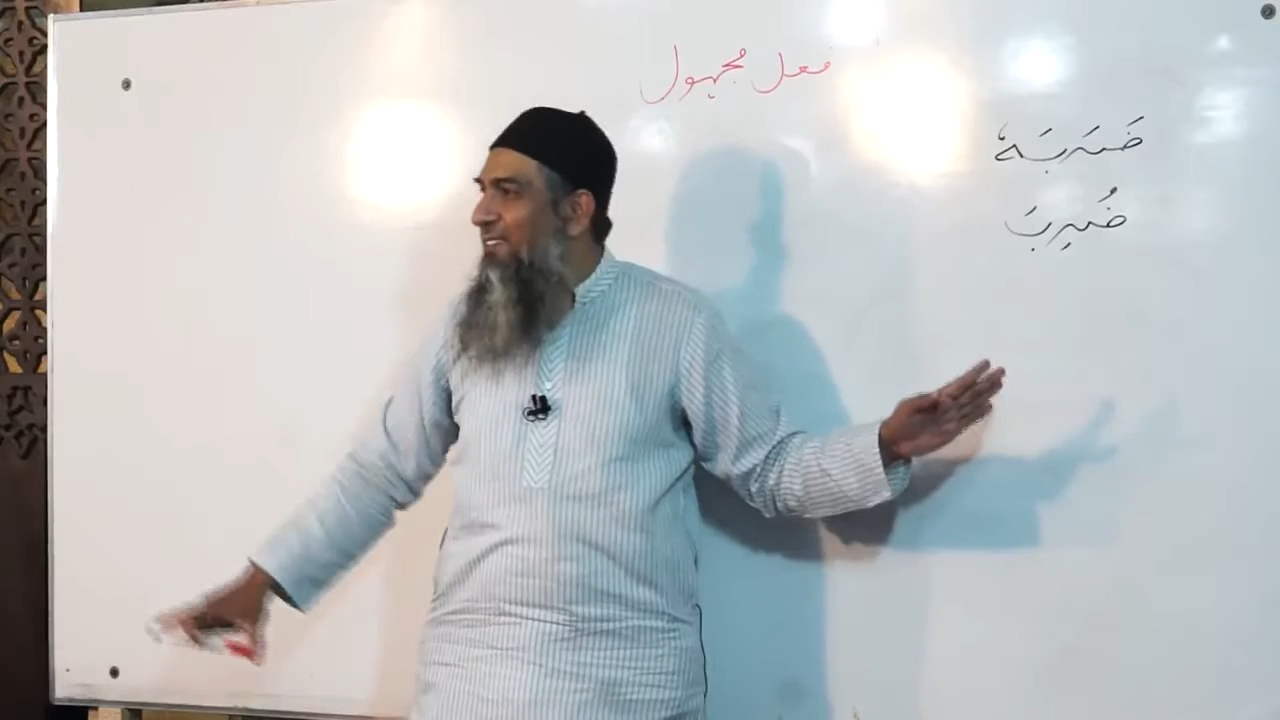 فعل مجهول
ضَرَبَهُ
ضُرِبَ